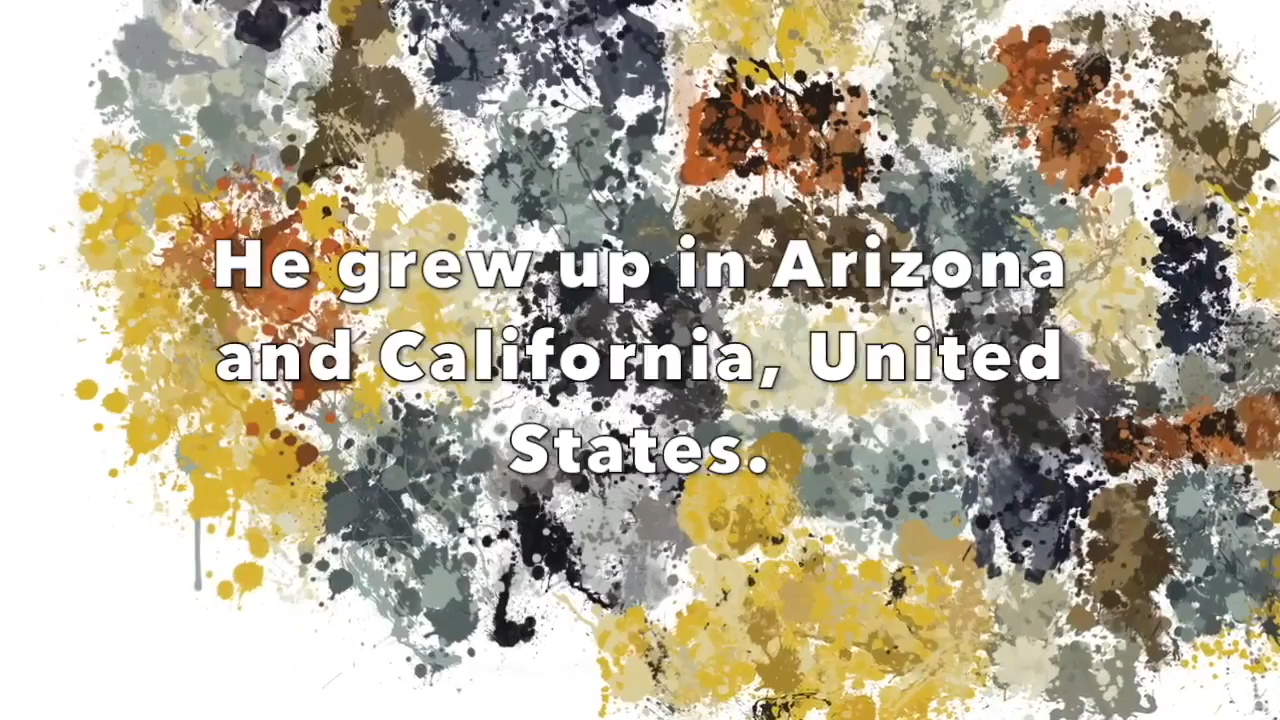 He grew up in Arizona
and California, United
States.